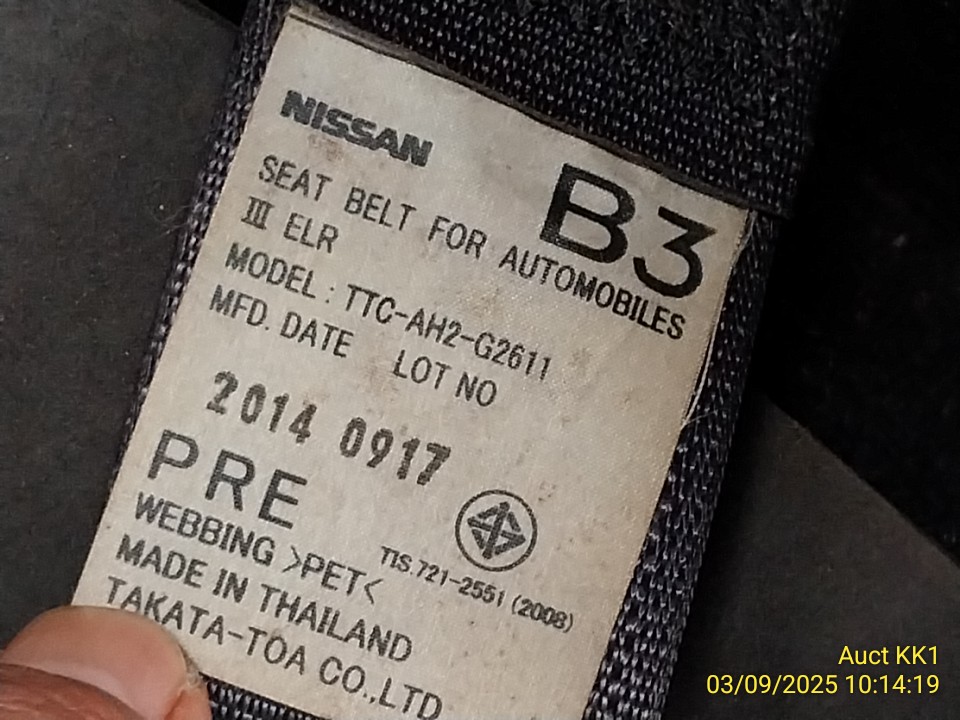 NISSAN
B3
SEAT BELT FOR AUTOMOBILES
III ELR
MODEL : TTC-AH2-G2611
MFD. DATE LOT NO
2014 0917
PRE
WEBBING >PET<
TIS.721-2551 (2008)
MADE IN THAILAND
TAKATA-TOA CO.,LTD
Auct KK1
03/09/2025 10:14:19